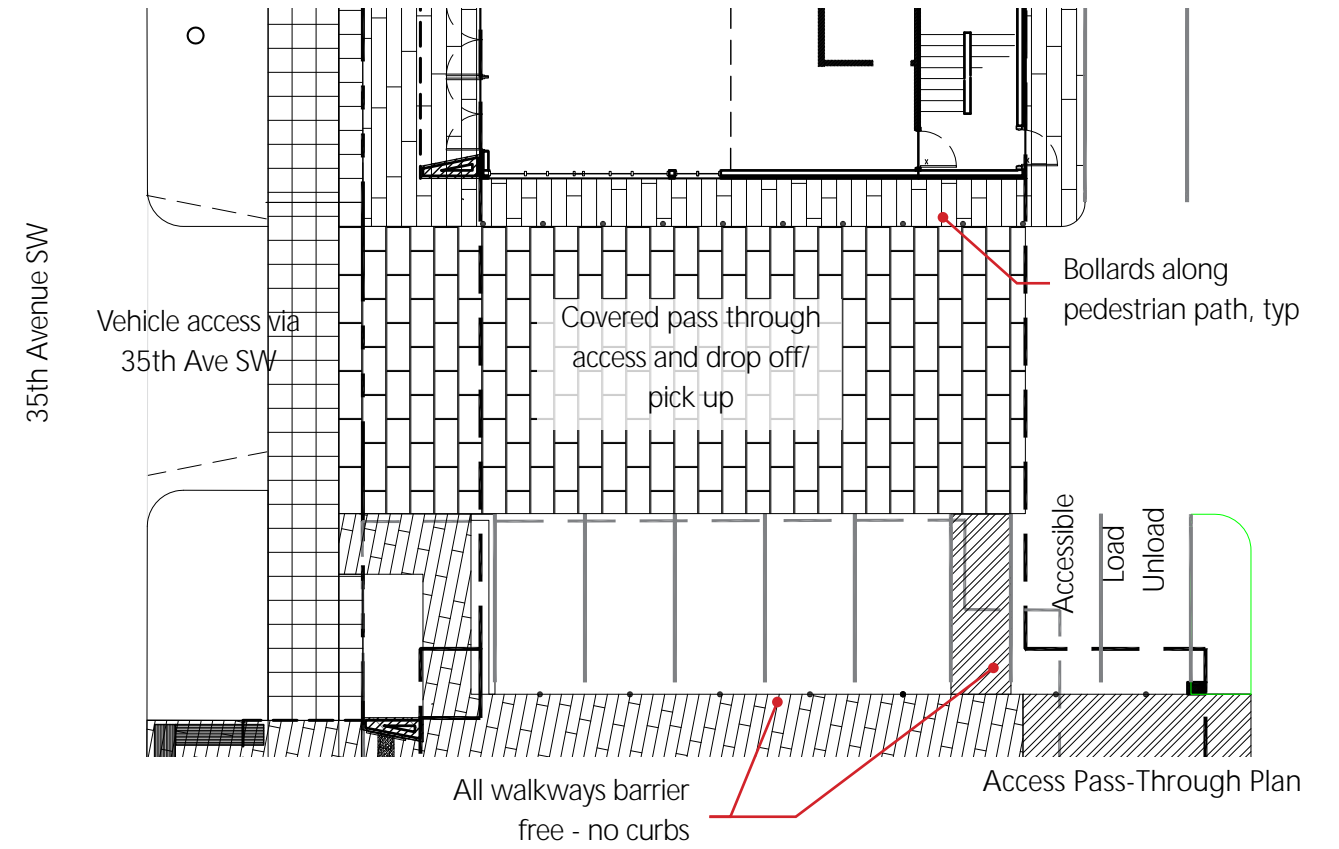 35th Avenue SW
Vehicle access via
35th Ave SW
Covered pass through
access and drop off/
pick up
Bollards along
pedestrian path, typ
x
x
Accessible
Load
Unload
All walkways barrier
free - no curbs
Access Pass-Through Plan